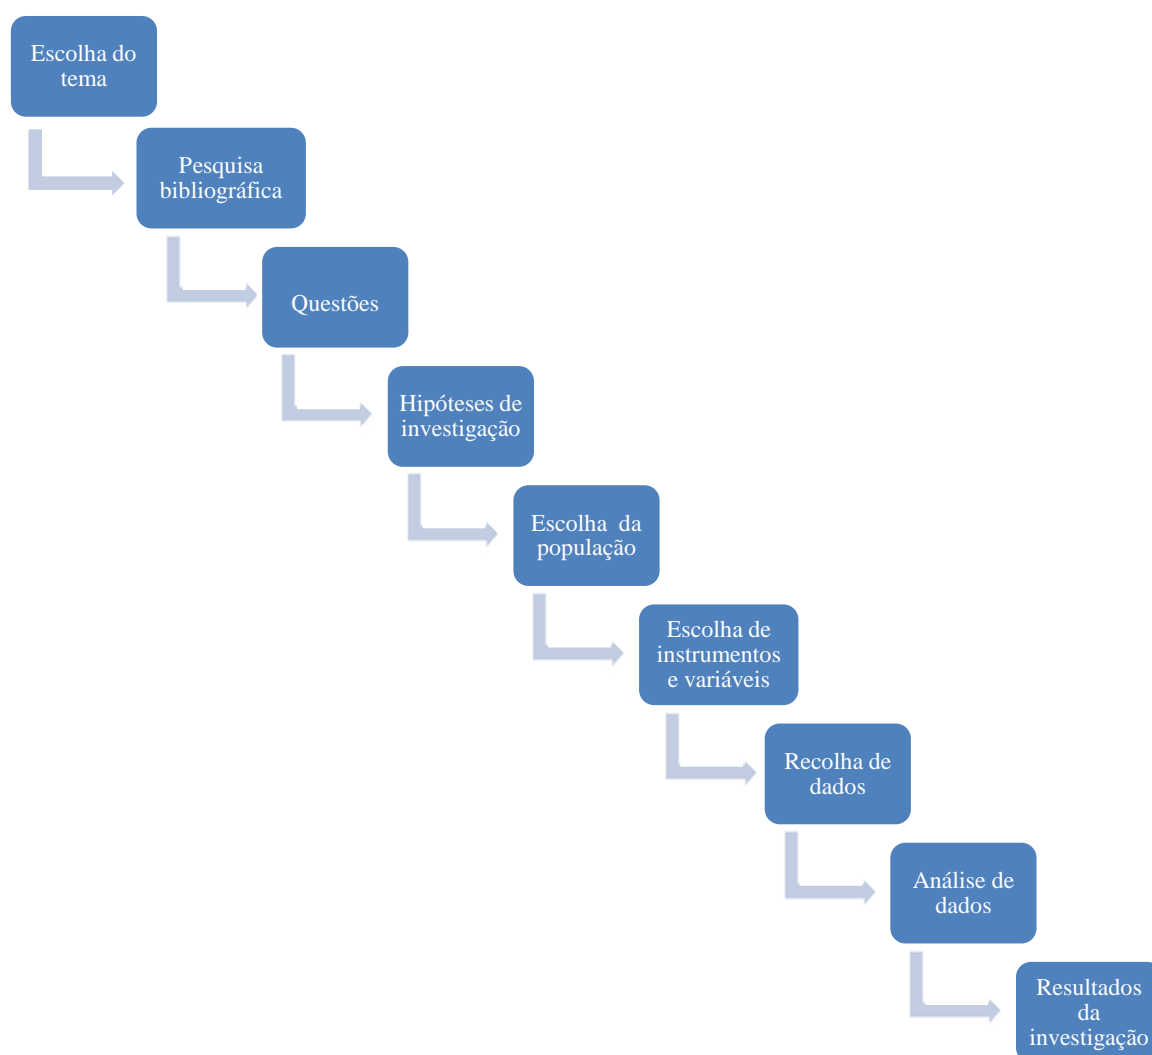 Escolha do
tema
Pesquisa
bibliográfica
Questões
Hipóteses de
investigação
Escolha da
população
Escolha de
instrumentos
e variáveis
Recolha de
dados
Análise de
dados
Resultados
da
investigação